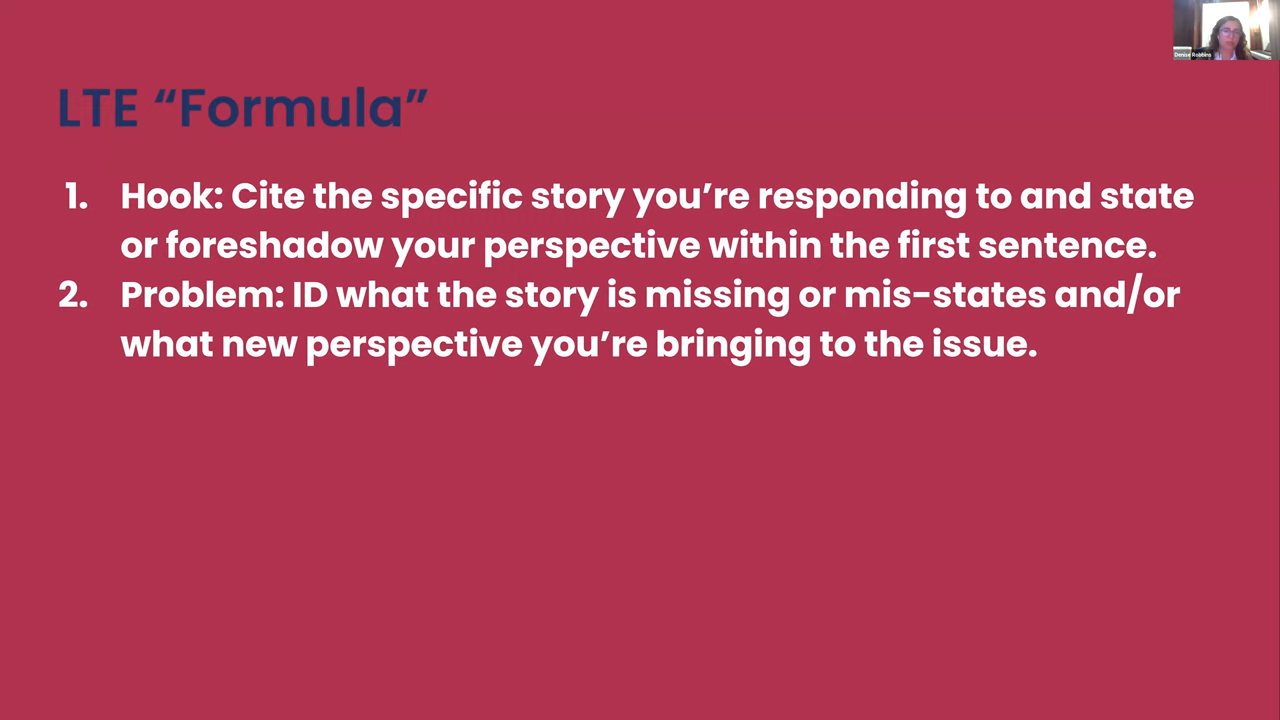 Denise Robbins
LTE “Formula”
1. Hook: Cite the specific story you’re responding to and state
or foreshadow your perspective within the first sentence.
2. Problem: ID what the story is missing or mis-states and/or
what new perspective you’re bringing to the issue.